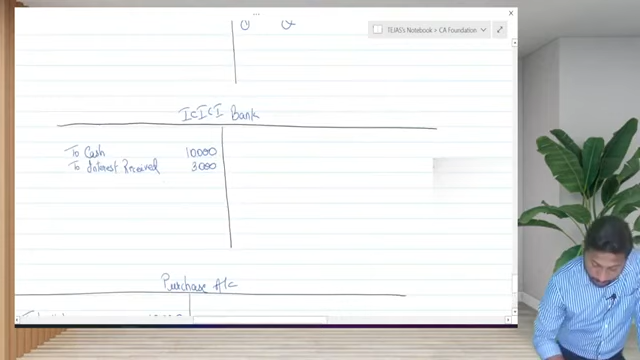 TEJAS's Notebook > CA Foundation
ICICI Bank
To Cash 10000
To Interest Received 3000
Purchase A/c